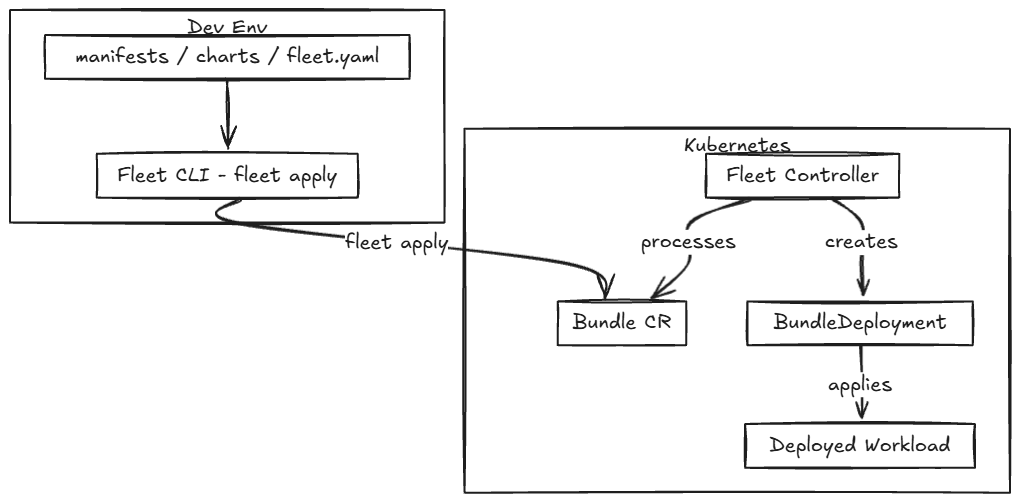 Dev Env
manifests / charts / fleet.yaml
Fleet CLI - fleet apply
fleet apply
Kubernetes
Fleet Controller
processes
creates
Bundle CR
BundleDeployment
applies
Deployed Workload